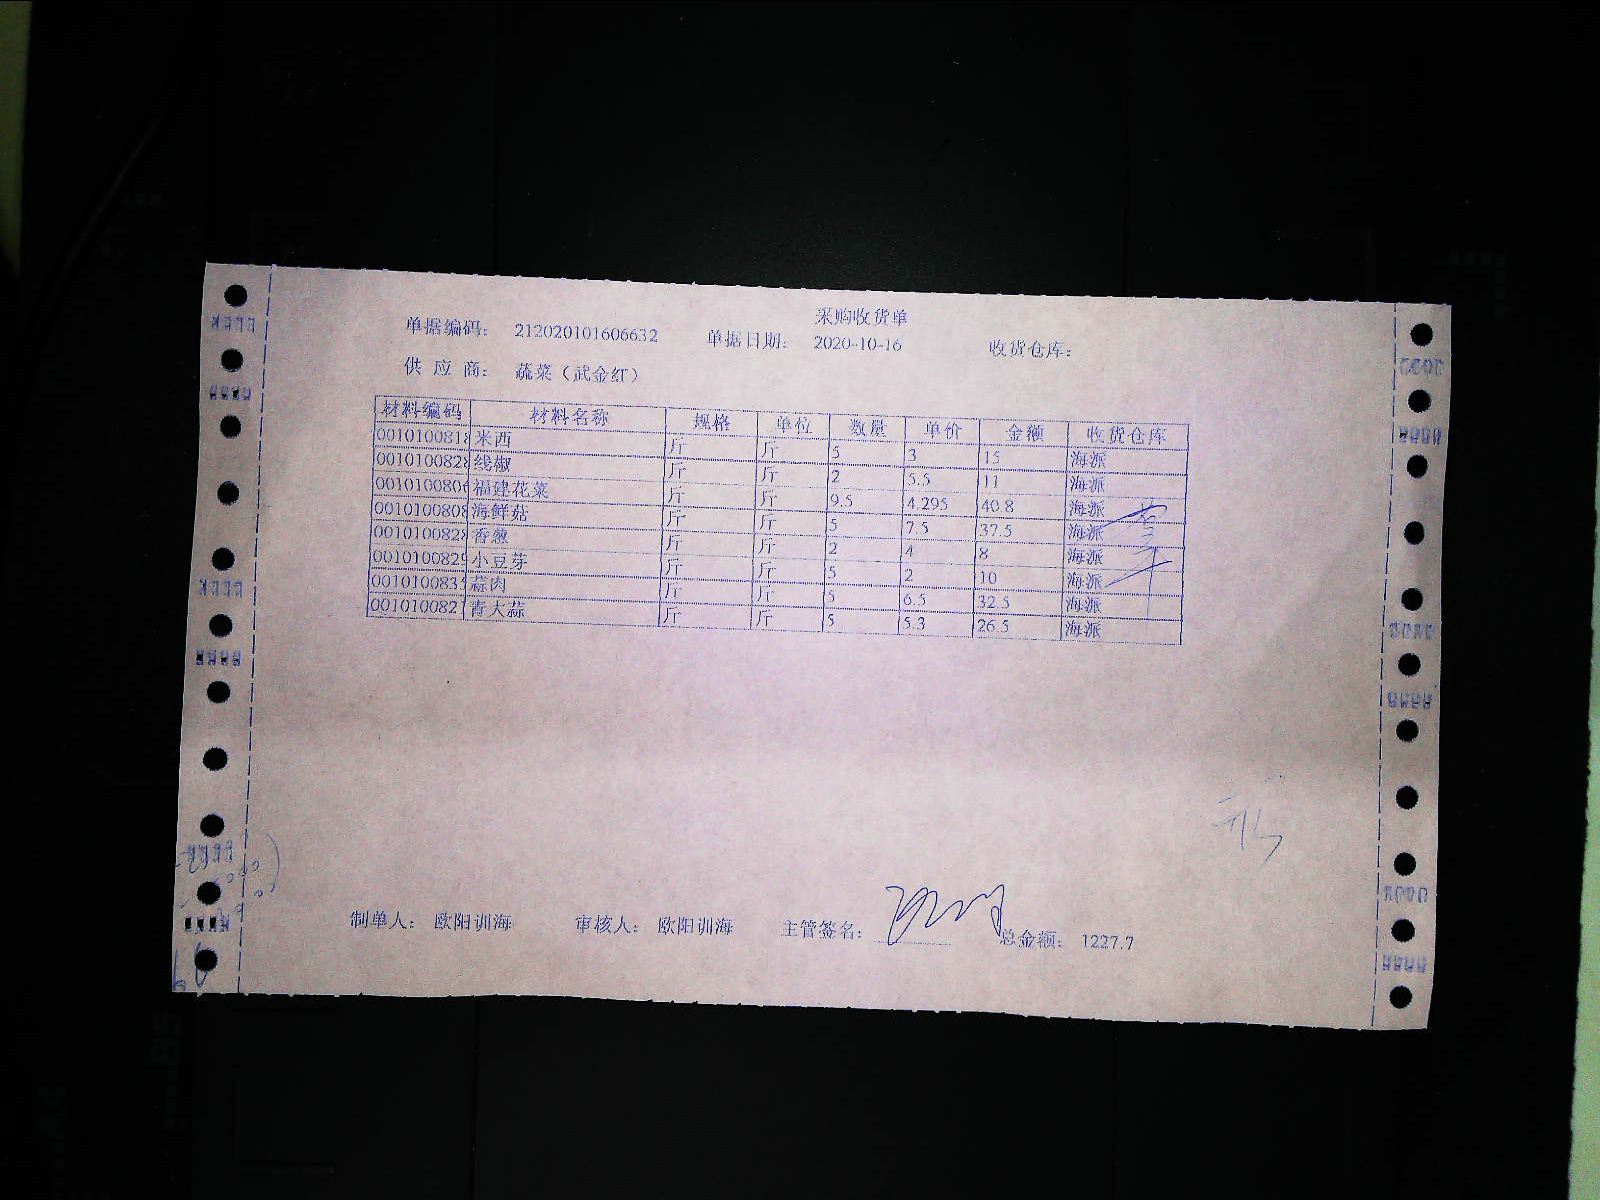 采购收货单
单据编码： 212020101606632 单据日期： 2020-10-16 收货仓库：
供 应 商： 蔬菜（武金红）
材料编码 材料名称 规格 单位 数量 单价 金额 收货仓库
0010100818 米西 斤 斤 5 3 15 海派
0010100828 线椒 斤 斤 2 5.5 11 海派
0010100806 福建花菜 斤 斤 9.5 4.295 40.8 海派
0010100808 海鲜菇 斤 斤 5 7.5 37.5 海派
0010100828 香葱 斤 斤 2 4 8 海派
0010100825 小豆芽 斤 斤 5 2 10 海派
001010083 蒜肉 斤 斤 5 6.5 32.5 海派
001010082 青大蒜 斤 斤 5 5.3 26.5 海派
制单人： 欧阳训海 审核人： 欧阳训海 主管签名： 总金额： 1227.7